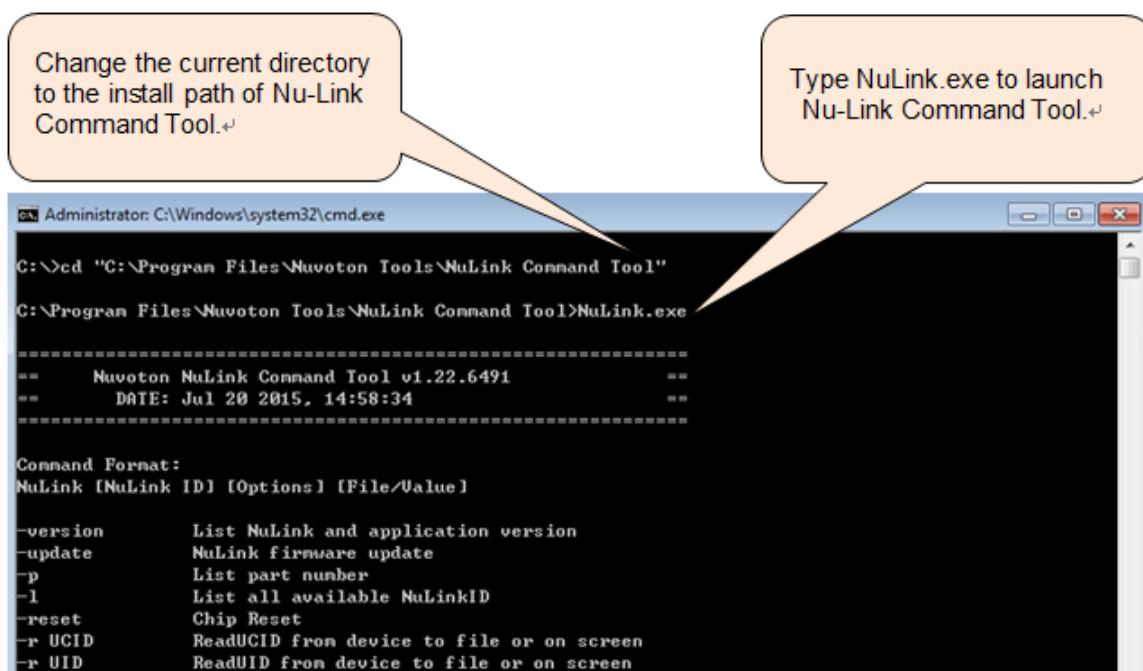 Change the current directory
to the install path of Nu-Link
Command Tool.↵
Type NuLink.exe to launch
Nu-Link Command Tool.↵
Administrator: C:\Windows\system32\cmd.exe
C:\>cd "C:\Program Files\Nuvoton Tools\NuLink Command Tool"
C:\Program Files\Nuvoton Tools\NuLink Command Tool>NuLink.exe
============================================================
== Nuvoton NuLink Command Tool v1.22.6491 ==
== DATE: Jul 20 2015, 14:58:34 ==
============================================================
Command Format:
NuLink [NuLink ID] [Options] [File/Value]
-version List NuLink and application version
-update NuLink firmware update
-p List part number
-l List all available NuLinkID
-reset Chip Reset
-r UCID ReadUCID from device to file or on screen
-r UID ReadUID from device to file or on screen